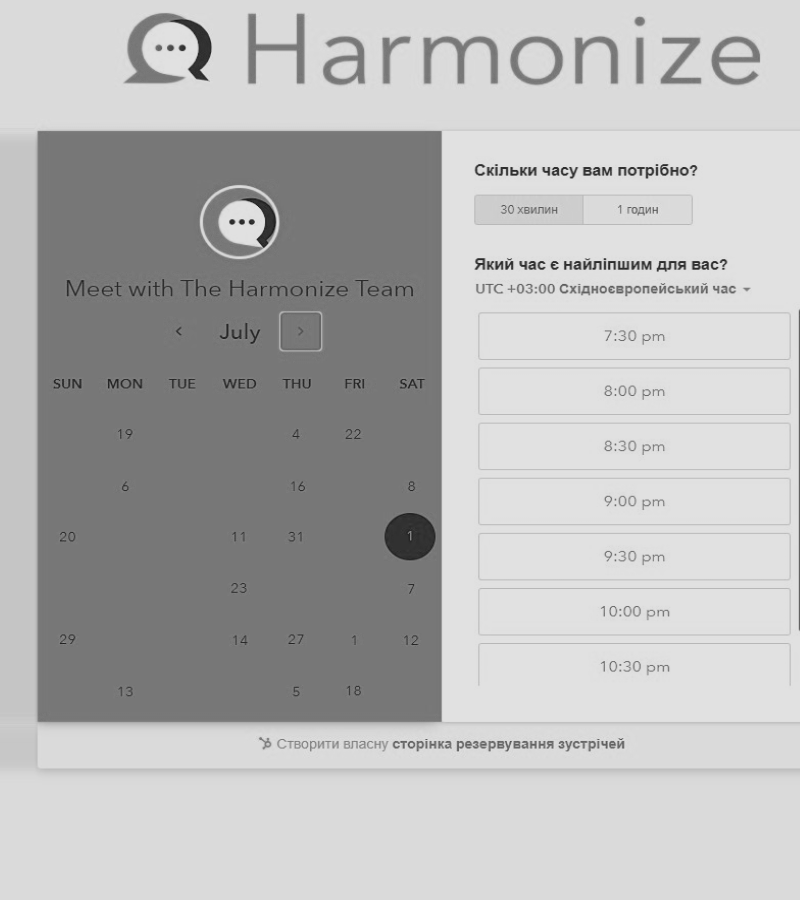 Harmonize
Meet with The Harmonize Team
July
SUN MON TUE WED THU FRI SAT
19 4 22
6 16 8
20 11 31 1
23 7
29 14 27 1 12
13 5 18
Скільки часу вам потрібно?
30 хвилин 1 годин
Який час є найліпшим для вас?
UTC +03:00 Східноєвропейський час
7:30 pm
8:00 pm
8:30 pm
9:00 pm
9:30 pm
10:00 pm
10:30 pm
Створити власну сторінка резервування зустрічей